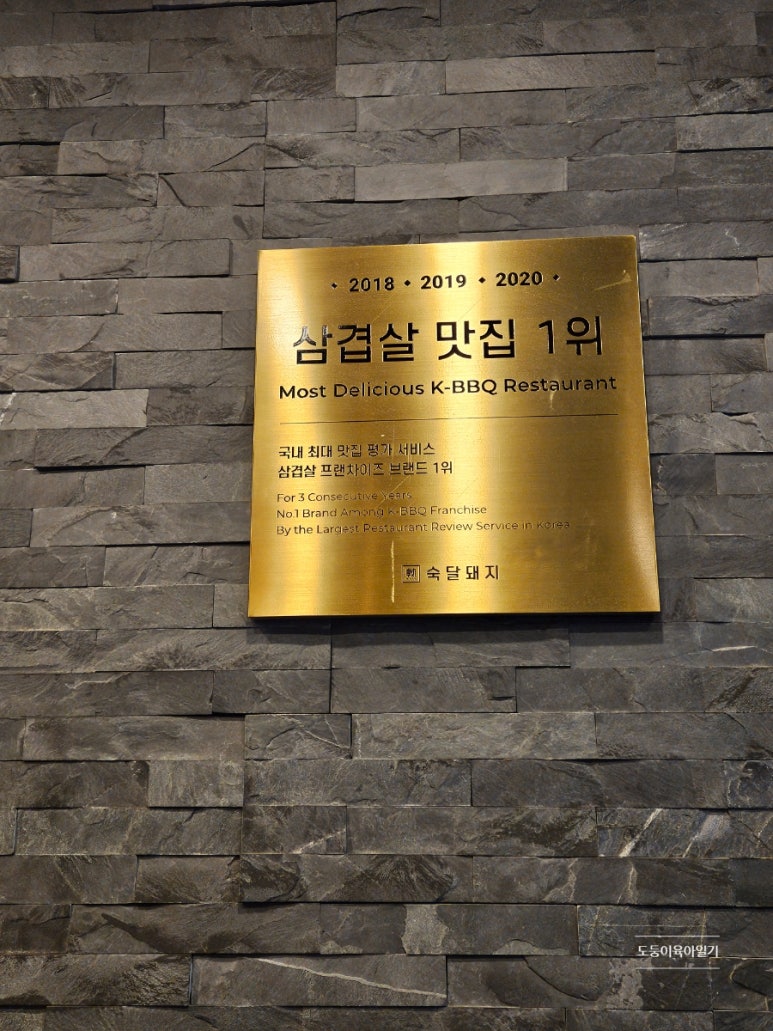 • 2018 • 2019 • 2020 •
삼겹살 맛집 1위
Most Delicious K-BBQ Restaurant
국내 최대 맛집 평가 서비스
삼겹살 프랜차이즈 브랜드 1위
For 3 Consecutive Years
No.1 Brand Among K-BBQ Franchise
By the Largest Restaurant Review Service in Korea
숙달돼지
도둥이육아일기